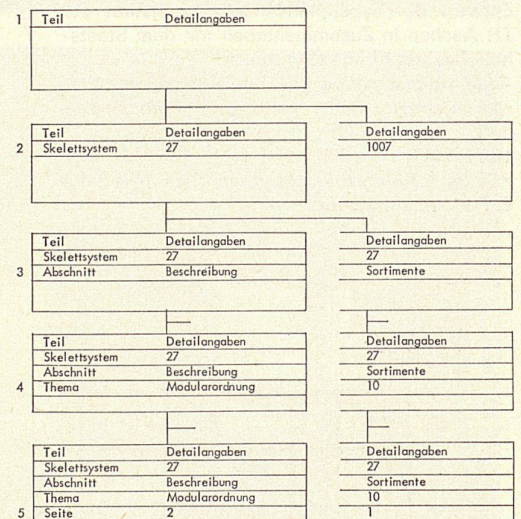 1 Teil Detailangaben
Teil Detailangaben Detailangaben
2 Skelettsystem 27 1007
Teil Detailangaben Detailangaben
Skelettsystem 27 27
3 Abschnitt Beschreibung Sortimente
Teil Detailangaben Detailangaben
Skelettsystem 27 27
Abschnitt Beschreibung Sortimente
4 Thema Modularordnung 10
Teil Detailangaben Detailangaben
Skelettsystem 27 27
Abschnitt Beschreibung Sortimente
Thema Modularordnung 10
5 Seite 2 1